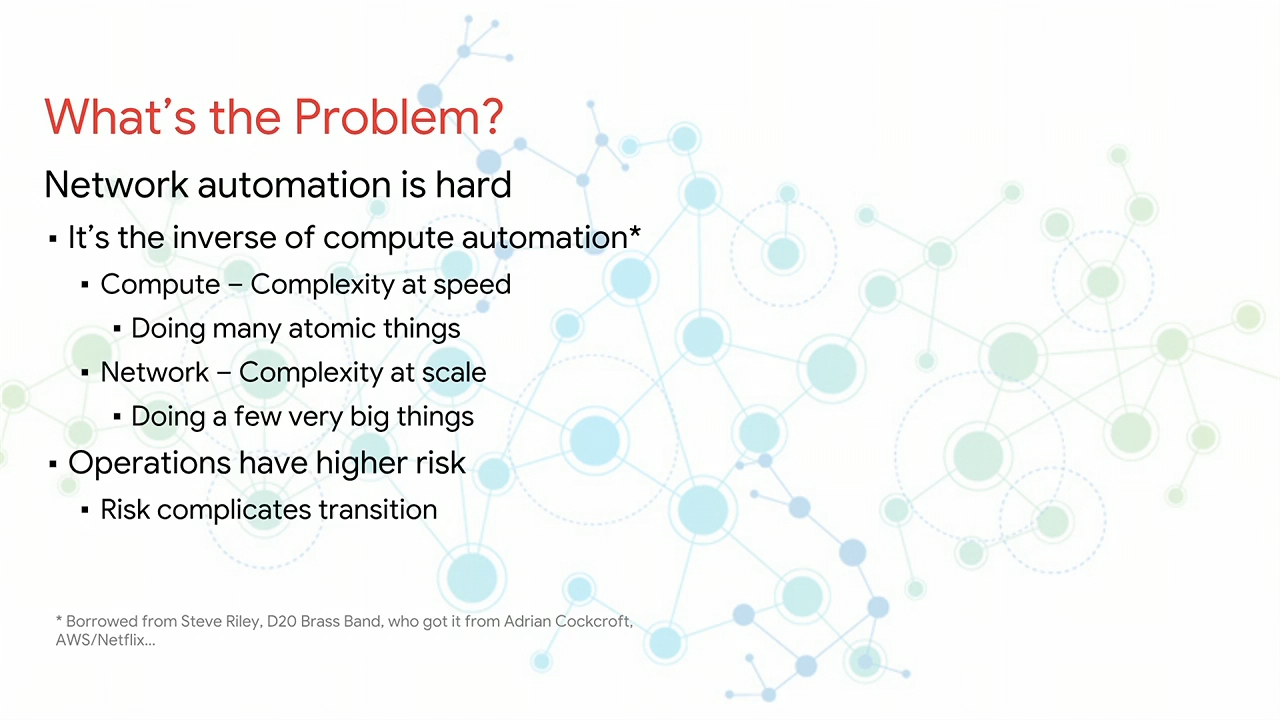 What’s the Problem?
Network automation is hard
▪ It’s the inverse of compute automation*
▪ Compute – Complexity at speed
▪ Doing many atomic things
▪ Network – Complexity at scale
▪ Doing a few very big things
▪ Operations have higher risk
▪ Risk complicates transition
* Borrowed from Steve Riley, D20 Brass Band, who got it from Adrian Cockcroft,
AWS/Netflix...